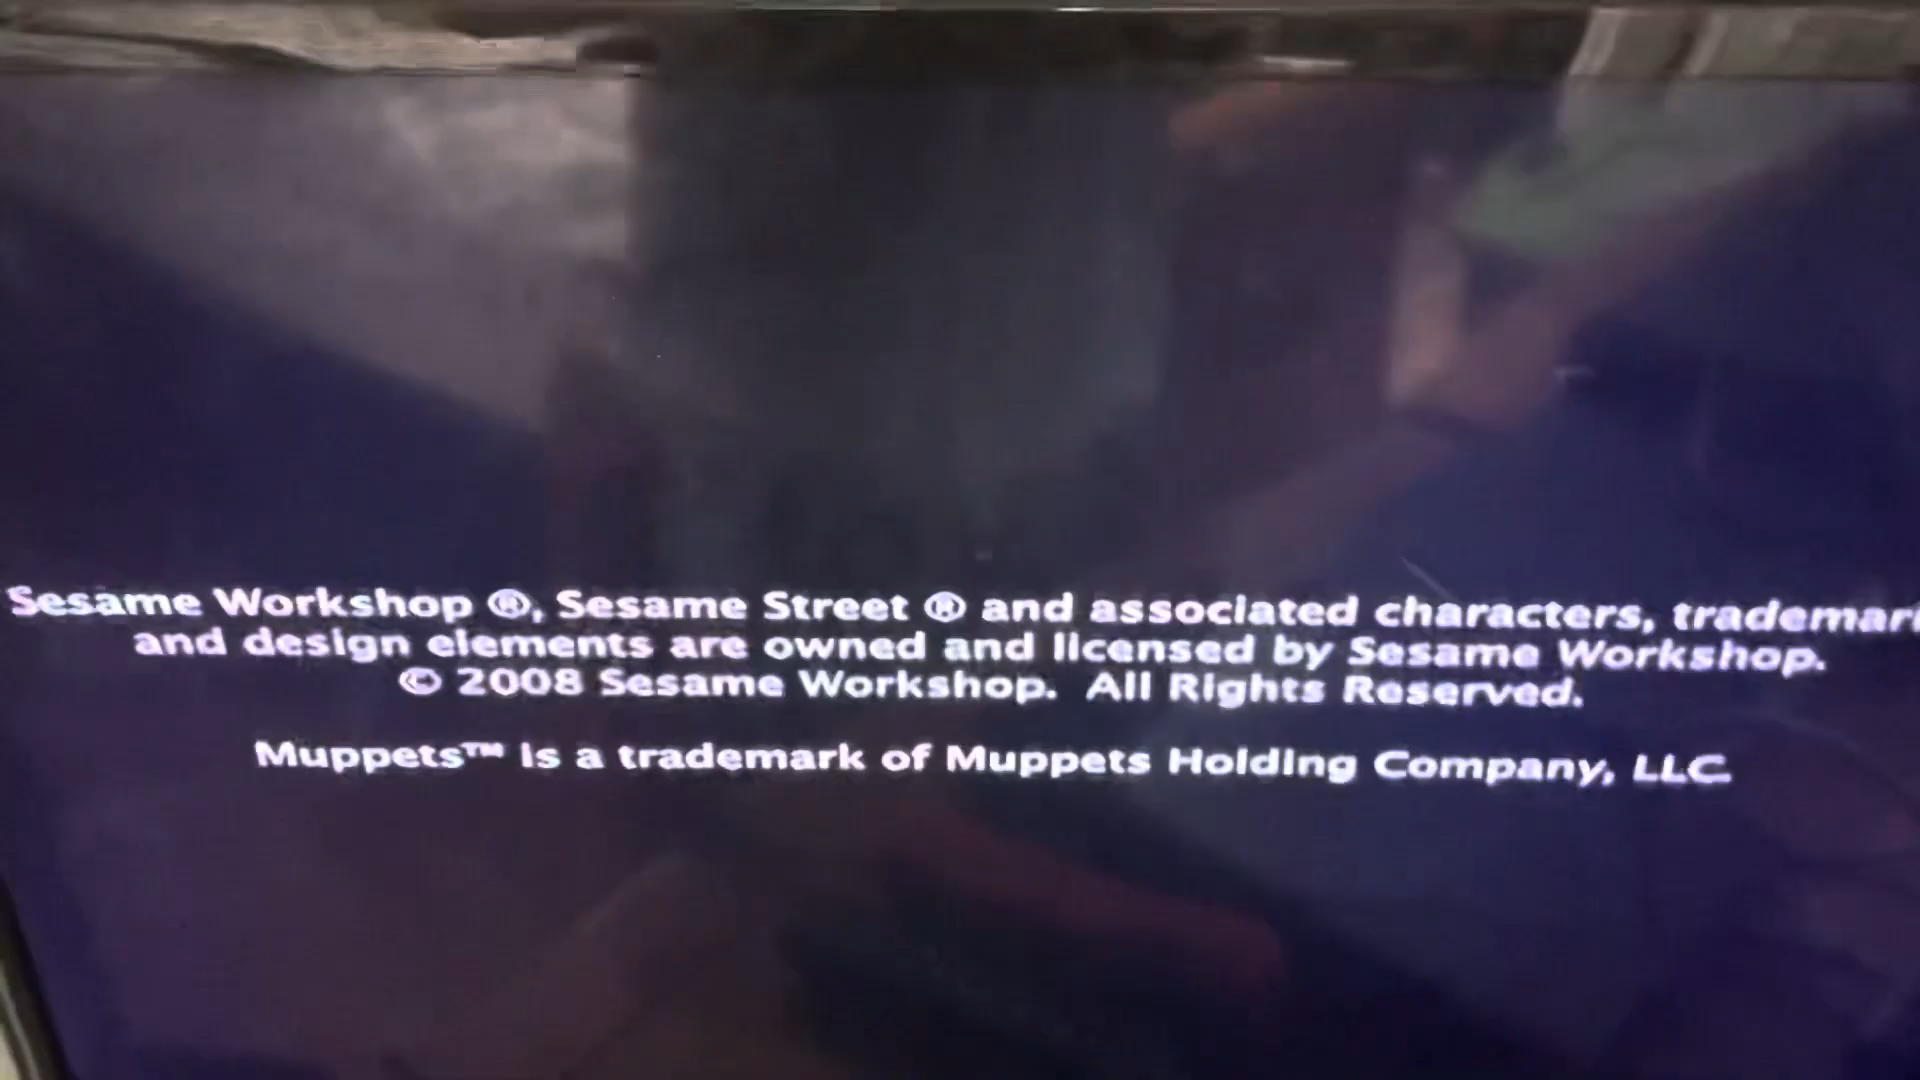 Sesame Workshop ®, Sesame Street ® and associated characters, trademark
and design elements are owned and licensed by Sesame Workshop.
© 2008 Sesame Workshop. All Rights Reserved.
Muppets™ is a trademark of Muppets Holding Company, LLC.